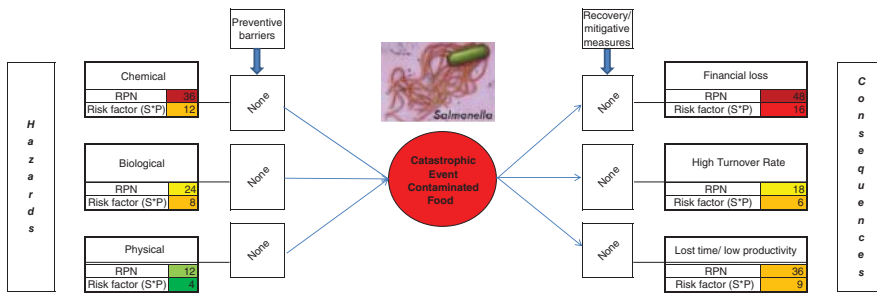 Preventive
barriers
Recovery/
mitigative
measures
Hazards
Chemical
RPN 36
Risk factor (S*P) 12
None
Biological
RPN 24
Risk factor (S*P) 8
None
Physical
RPN 12
Risk factor (S*P) 4
None
Salmonella
Catastrophic
Event
Contaminated
Food
None
Financial loss
RPN 48
Risk factor (S*P) 16
None
High Turnover Rate
RPN 18
Risk factor (S*P) 6
None
Lost time/ low productivity
RPN 36
Risk factor (S*P) 9
Consequences